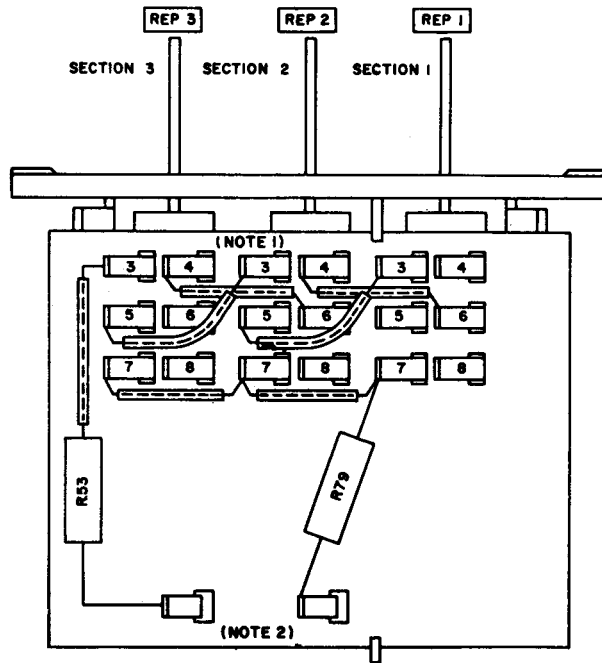 REP 3 REP 2 REP 1
SECTION 3 SECTION 2 SECTION 1
(NOTE 1)
3 4 3 4 3 4
5 6 5 6 5 6
7 8 7 8 7 8
R53 R79
(NOTE 2)